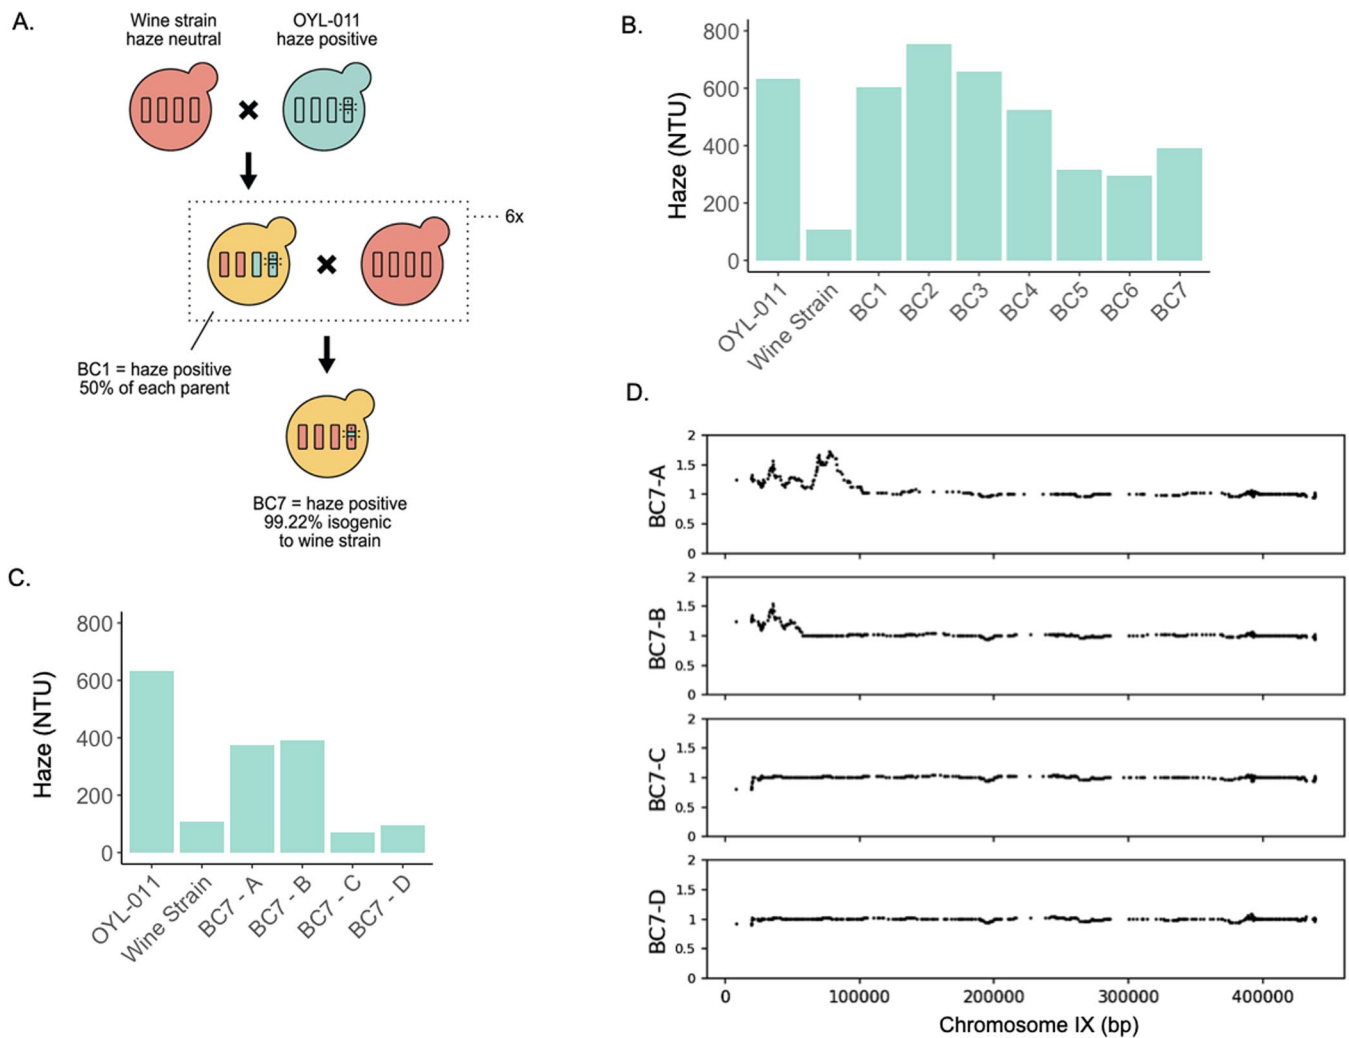 A.
Wine strain
haze neutral
OYL-011
haze positive
6x
BC1 = haze positive
50% of each parent
BC7 = haze positive
99.22% isogenic
to wine strain
B.
Haze (NTU)
800
600
400
200
0
OYL-011
Wine Strain
BC1
BC2
BC3
BC4
BC5
BC6
BC7
C.
Haze (NTU)
800
600
400
200
0
OYL-011
Wine Strain
BC7 - A
BC7 - B
BC7 - C
BC7 - D
D.
BC7-A
2
1.5
1
0.5
0
BC7-B
2
1.5
1
0.5
0
BC7-C
2
1.5
1
0.5
0
BC7-D
2
1.5
1
0.5
0
0 100000 200000 300000 400000
Chromosome IX (bp)